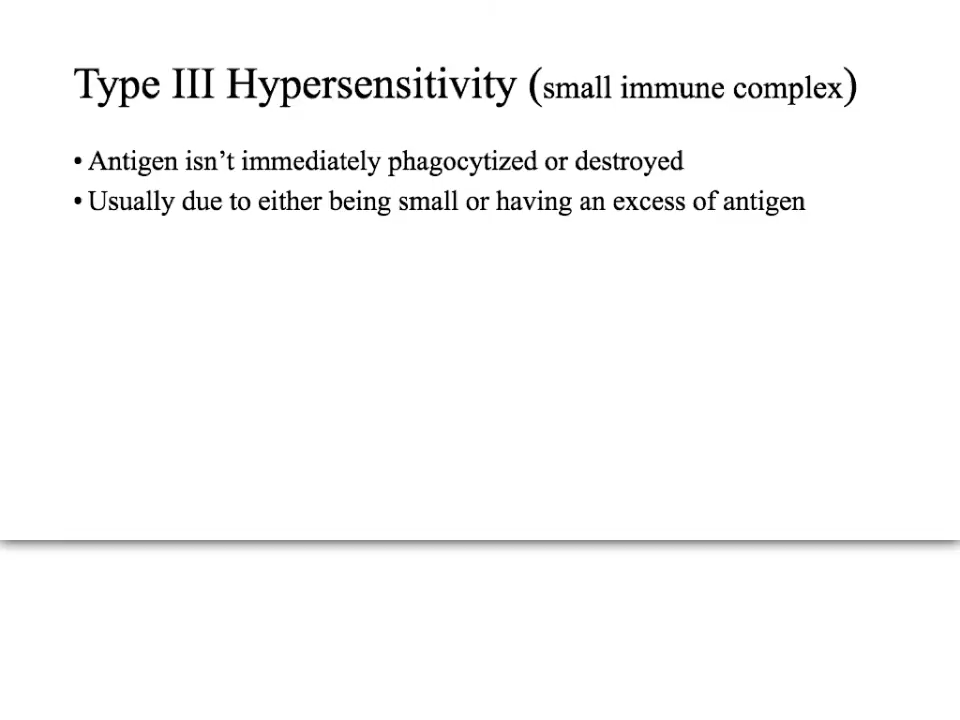 Type III Hypersensitivity (small immune complex)
• Antigen isn’t immediately phagocytized or destroyed
• Usually due to either being small or having an excess of antigen